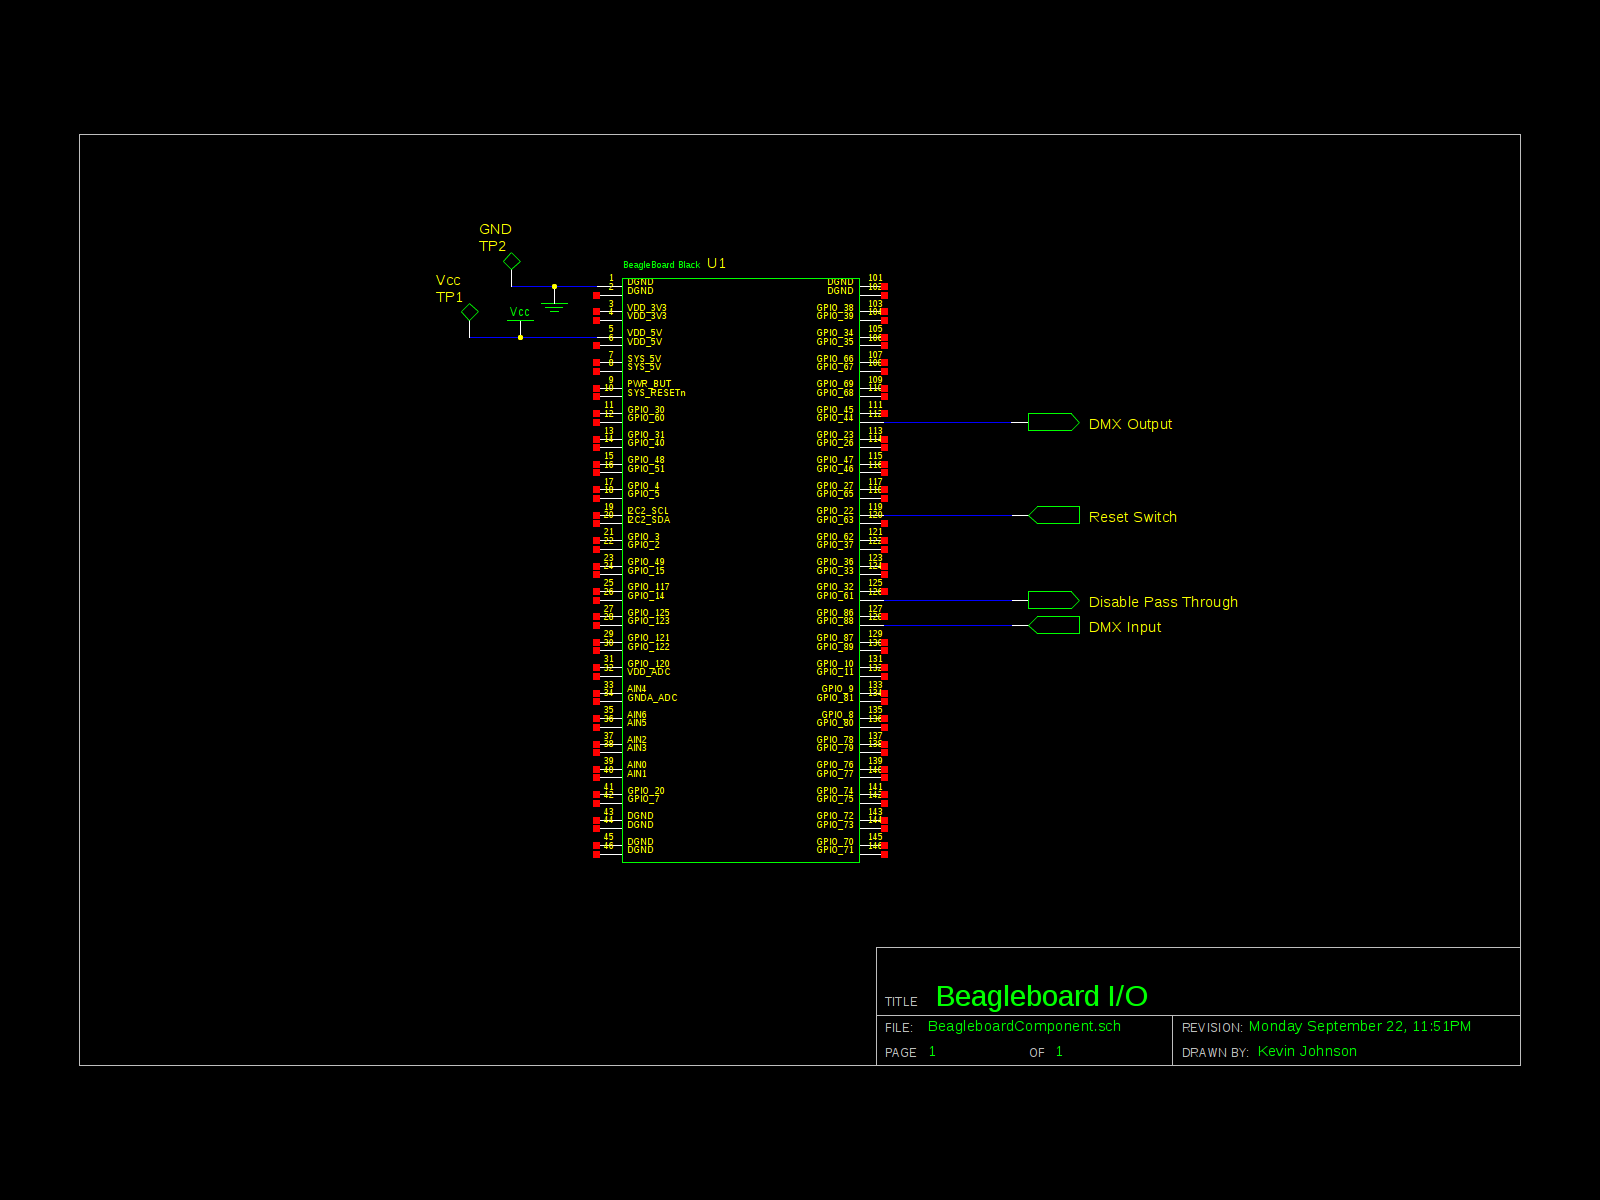 GND
TP2
Vcc
TP1
Vcc
BeagleBoard Black U1
1 DGND DGND 101
2 DGND DGND 102
3 VDD_3V3 GPIO_38 103
4 VDD_3V3 GPIO_39 104
5 VDD_5V GPIO_34 105
6 VDD_5V GPIO_35 106
7 SYS_5V GPIO_66 107
8 SYS_5V GPIO_67 108
9 PWR_BUT GPIO_69 109
10 SYS_RESETn GPIO_68 110
11 GPIO_30 GPIO_45 111
12 GPIO_60 GPIO_44 112
DMX Output
13 GPIO_31 GPIO_23 113
14 GPIO_40 GPIO_26 114
15 GPIO_48 GPIO_47 115
16 GPIO_51 GPIO_46 116
17 GPIO_4 GPIO_27 117
18 GPIO_5 GPIO_65 118
19 I2C2_SCL GPIO_22 119
20 I2C2_SDA GPIO_63 120
Reset Switch
21 GPIO_3 GPIO_62 121
22 GPIO_2 GPIO_37 122
23 GPIO_49 GPIO_36 123
24 GPIO_15 GPIO_33 124
25 GPIO_117 GPIO_32 125
26 GPIO_14 GPIO_61 126
Disable Pass Through
27 GPIO_125 GPIO_86 127
28 GPIO_123 GPIO_88 128
DMX Input
29 GPIO_121 GPIO_87 129
30 GPIO_122 GPIO_89 130
31 GPIO_120 GPIO_10 131
32 VDD_ADC GPIO_11 132
33 AIN4 GPIO_9 133
34 GNDA_ADC GPIO_81 134
35 AIN6 GPIO_8 135
36 AIN5 GPIO_80 136
37 AIN2 GPIO_78 137
38 AIN3 GPIO_79 138
39 AIN0 GPIO_76 139
40 AIN1 GPIO_77 140
41 GPIO_20 GPIO_74 141
42 GPIO_7 GPIO_75 142
43 DGND GPIO_72 143
44 DGND GPIO_73 144
45 DGND GPIO_70 145
46 DGND GPIO_71 146
TITLE Beagleboard I/O
FILE: BeagleboardComponent.sch
REVISION: Monday September 22, 11:51PM
PAGE 1 OF 1
DRAWN BY: Kevin Johnson